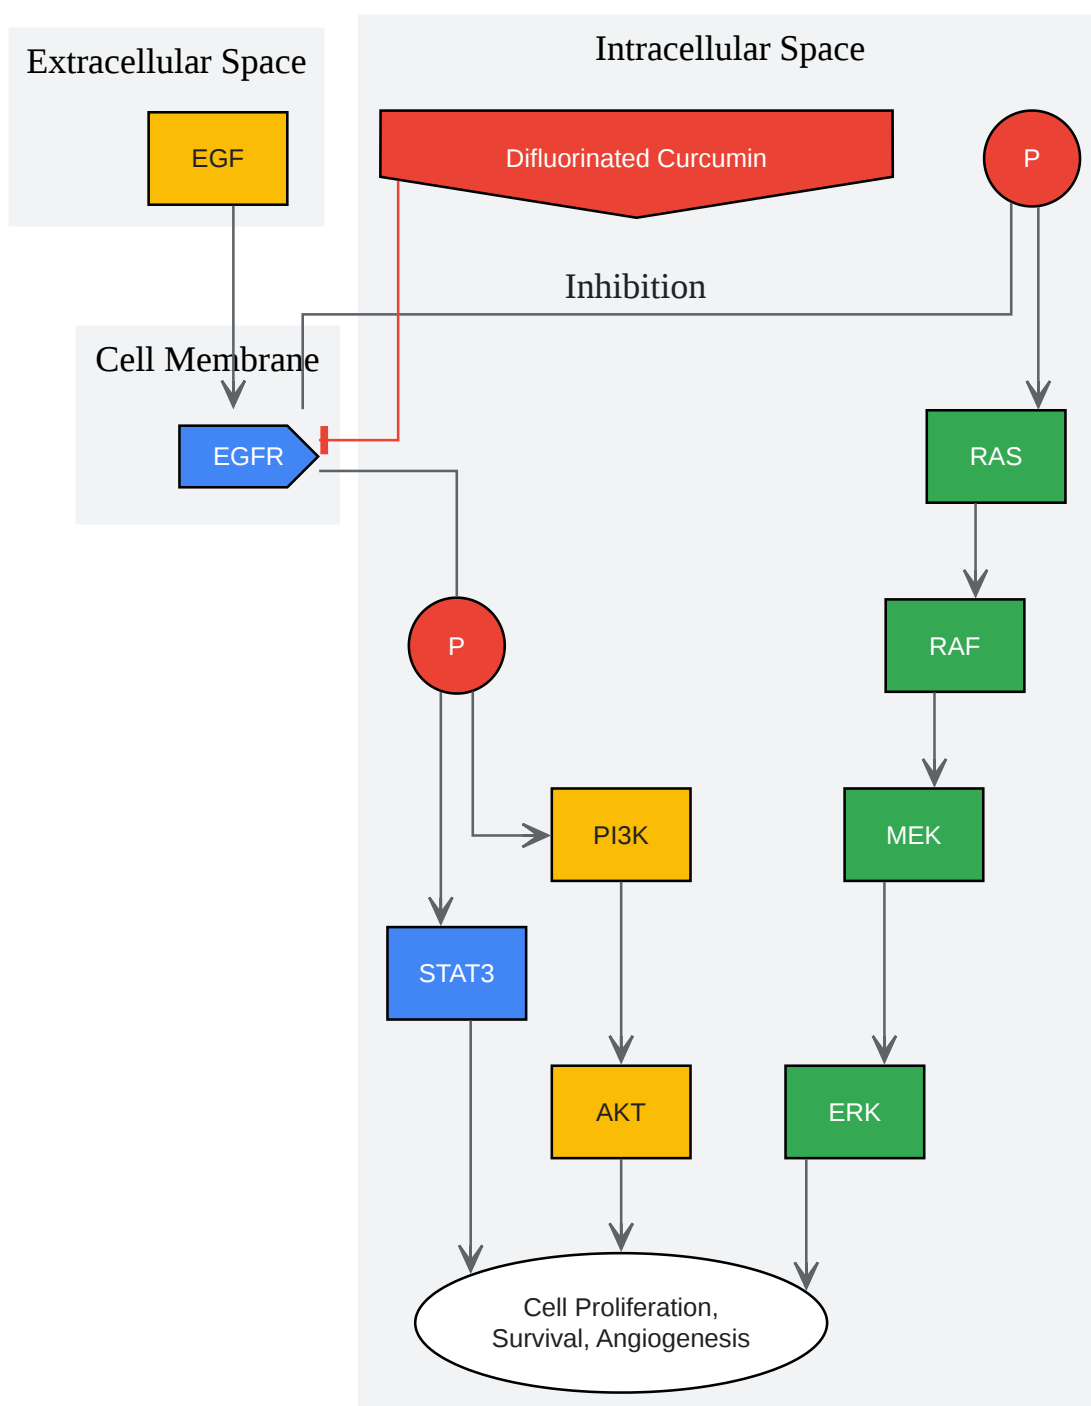 Extracellular Space
Intracellular Space
EGF
Difluorinated Curcumin
P
Inhibition
Cell Membrane
EGFR
RAS
P
RAF
PI3K
MEK
STAT3
AKT
ERK
Cell Proliferation,
Survival, Angiogenesis